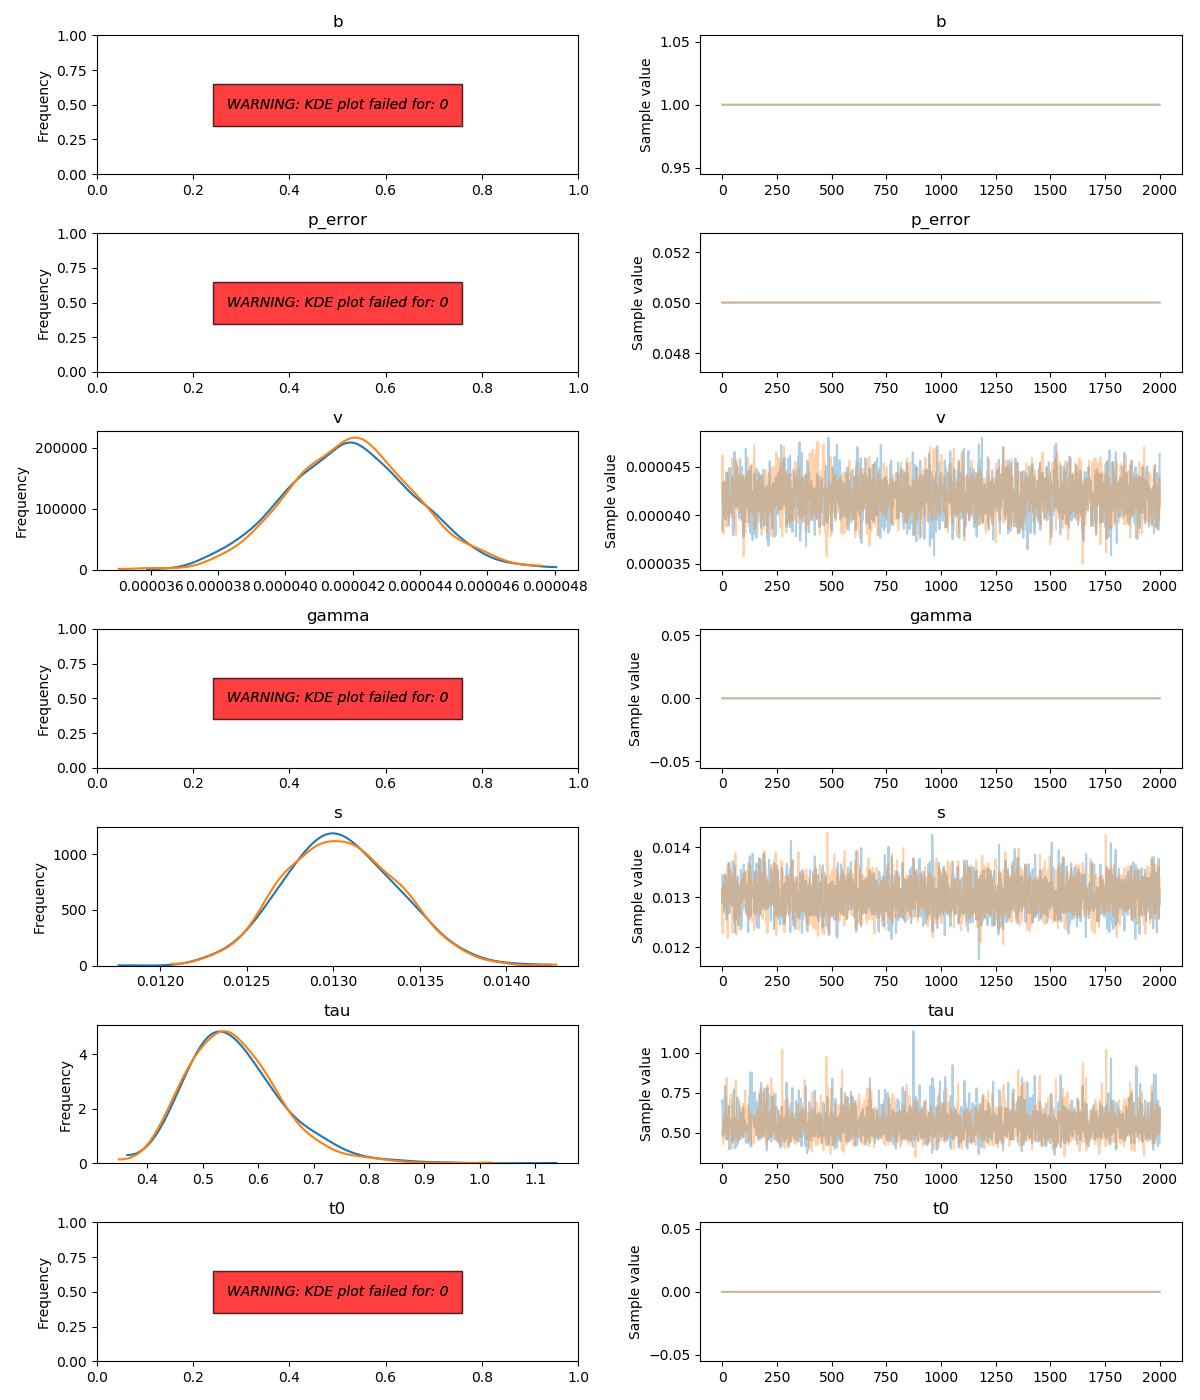 b
b
1.00
0.75
0.50
0.25
0.00
Frequency
WARNING: KDE plot failed for: 0
0.0 0.2 0.4 0.6 0.8 1.0
1.05
1.00
0.95
Sample value
0 250 500 750 1000 1250 1500 1750 2000
p_error
p_error
1.00
0.75
0.50
0.25
0.00
Frequency
WARNING: KDE plot failed for: 0
0.0 0.2 0.4 0.6 0.8 1.0
0.052
0.050
0.048
Sample value
0 250 500 750 1000 1250 1500 1750 2000
v
v
200000
100000
0
Frequency
0.000036 0.000038 0.000040 0.000042 0.000044 0.000046 0.000048
0.000045
0.000040
0.000035
Sample value
0 250 500 750 1000 1250 1500 1750 2000
gamma
gamma
1.00
0.75
0.50
0.25
0.00
Frequency
WARNING: KDE plot failed for: 0
0.0 0.2 0.4 0.6 0.8 1.0
0.05
0.00
−0.05
Sample value
0 250 500 750 1000 1250 1500 1750 2000
s
s
1000
500
0
Frequency
0.0120 0.0125 0.0130 0.0135 0.0140
0.014
0.013
0.012
Sample value
0 250 500 750 1000 1250 1500 1750 2000
tau
tau
4
2
0
Frequency
0.4 0.5 0.6 0.7 0.8 0.9 1.0 1.1
1.00
0.75
0.50
Sample value
0 250 500 750 1000 1250 1500 1750 2000
t0
t0
1.00
0.75
0.50
0.25
0.00
Frequency
WARNING: KDE plot failed for: 0
0.0 0.2 0.4 0.6 0.8 1.0
0.05
0.00
−0.05
Sample value
0 250 500 750 1000 1250 1500 1750 2000